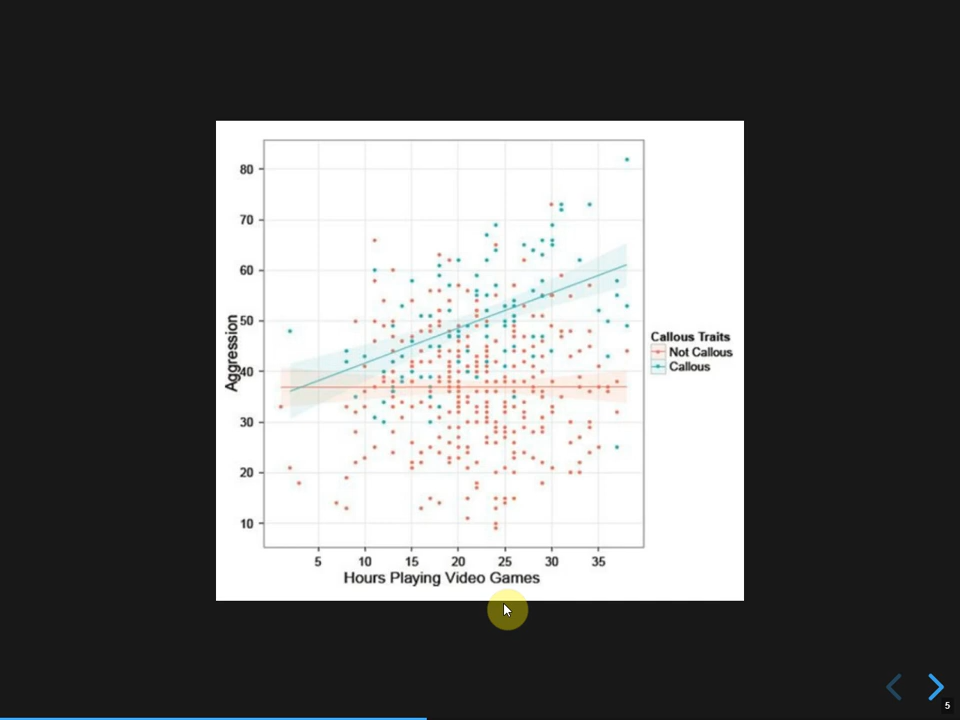 80
70
60
50
40
30
20
10
Aggression
5 10 15 20 25 30 35
Hours Playing Video Games
Callous Traits
Not Callous
Callous
5